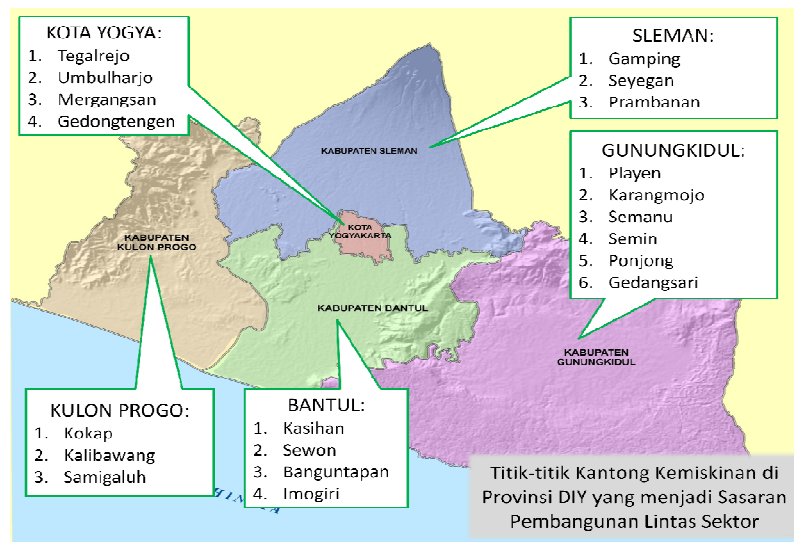 KOTA YOGYA:
1. Tegalrejo
2. Umbulharjo
3. Mergangsan
4. Gedongtengen
SLEMAN:
1. Gamping
2. Seyegan
3. Prambanan
GUNUNGKIDUL:
1. Playen
2. Karangmojo
3. Semanu
4. Semin
5. Ponjong
6. Gedangsari
KABUPATEN SLEMAN
KOTA
YOGYAKARTA
KABUPATEN
KULON PROGO
KABUPATEN BANTUL
KABUPATEN
GUNUNGKIDUL
KULON PROGO:
1. Kokap
2. Kalibawang
3. Samigaluh
BANTUL:
1. Kasihan
2. Sewon
3. Banguntapan
4. Imogiri
Titik-titik Kantong Kemiskinan di
Provinsi DIY yang menjadi Sasaran
Pembangunan Lintas Sektor